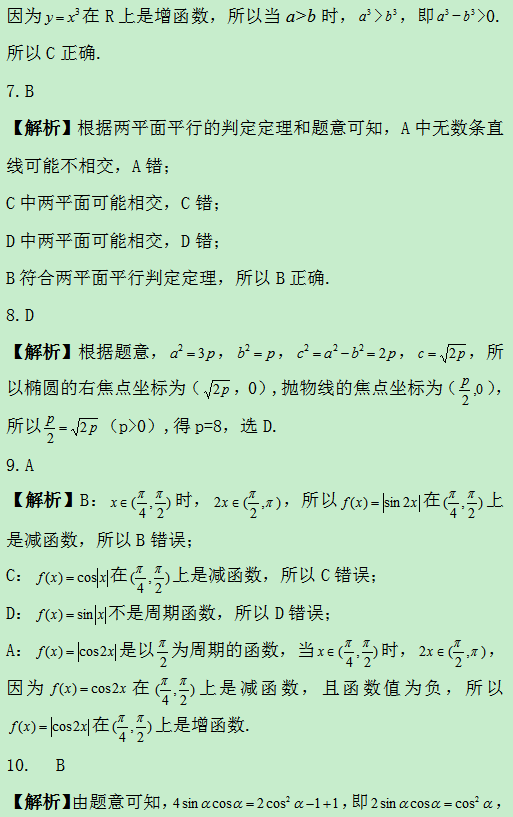 因为 y=x³ 在 R 上是增函数，所以当 a>b 时，a³>b³，即 a³−b³>0.
所以 C 正确.
7.B
【解析】根据两平面平行的判定定理和题意可知，A 中无数条直
线可能不相交，A 错；
C 中两平面可能相交，C 错；
D 中两平面可能相交，D 错；
B 符合两平面平行判定定理，所以 B 正确.
8.D
【解析】根据题意，a²=3p，b²=p，c²=a²−b²=2p，c=√(2p)，所
以椭圆的右焦点坐标为（√(2p)，0）,抛物线的焦点坐标为（p/2,0），
所以 p/2=√(2p)（p>0）,得 p=8，选 D.
9.A
【解析】B：x∈(π/4,π/2)时，2x∈(π/2,π)，所以 f(x)=|sin2x| 在(π/4,π/2)上
是减函数，所以 B 错误；
C：f(x)=cos|x| 在(π/4,π/2)上是减函数，所以 C 错误；
D：f(x)=sin|x| 不是周期函数，所以 D 错误；
A：f(x)=|cos2x| 是以 π/2 为周期的函数，当 x∈(π/4,π/2)时，2x∈(π/2,π)，
因为 f(x)=cos2x 在 (π/4,π/2) 上是减函数，且函数值为负，所以
f(x)=|cos2x| 在(π/4,π/2)上是增函数.
10. B
【解析】由题意可知，4sinαcosα=2cos²α−1+1，即 2sinαcosα=cos²α，